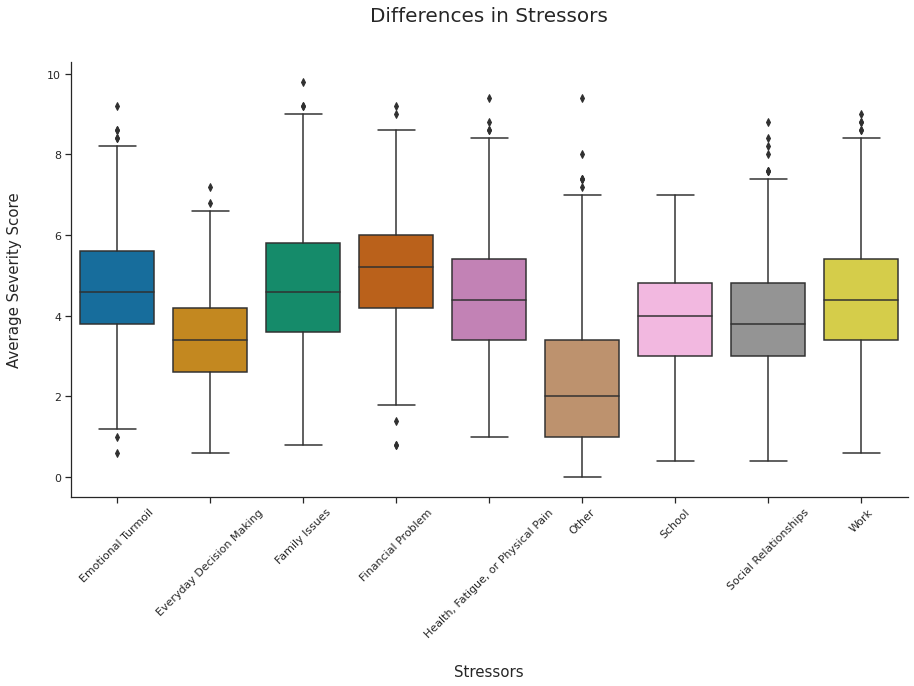 Differences in Stressors
Average Severity Score
10
8
6
4
2
0
Emotional Turmoil
Everyday Decision Making
Family Issues
Financial Problem
Health, Fatigue, or Physical Pain
Other
School
Social Relationships
Work
Stressors